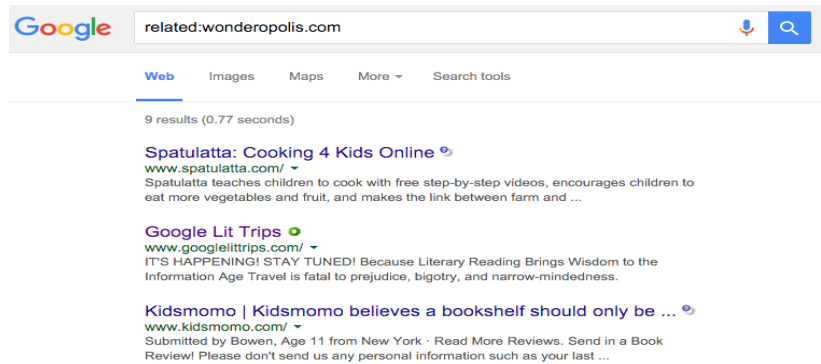 Google related:wonderopolis.com
Web Images Maps More Search tools
9 results (0.77 seconds)
Spatulatta: Cooking 4 Kids Online
www.spatulatta.com/
Spatulatta teaches children to cook with free step-by-step videos, encourages children to
eat more vegetables and fruit, and makes the link between farm and ...
Google Lit Trips
www.googlelittrips.com/
IT'S HAPPENING! STAY TUNED! Because Literary Reading Brings Wisdom to the
Information Age Travel is fatal to prejudice, bigotry, and narrow-mindedness.
Kidsmomo | Kidsmomo believes a bookshelf should only be ...
www.kidsmomo.com/
Submitted by Bowen, Age 11 from New York · Read More Reviews. Send in a Book
Review! Please don't send us any personal information such as your last ...